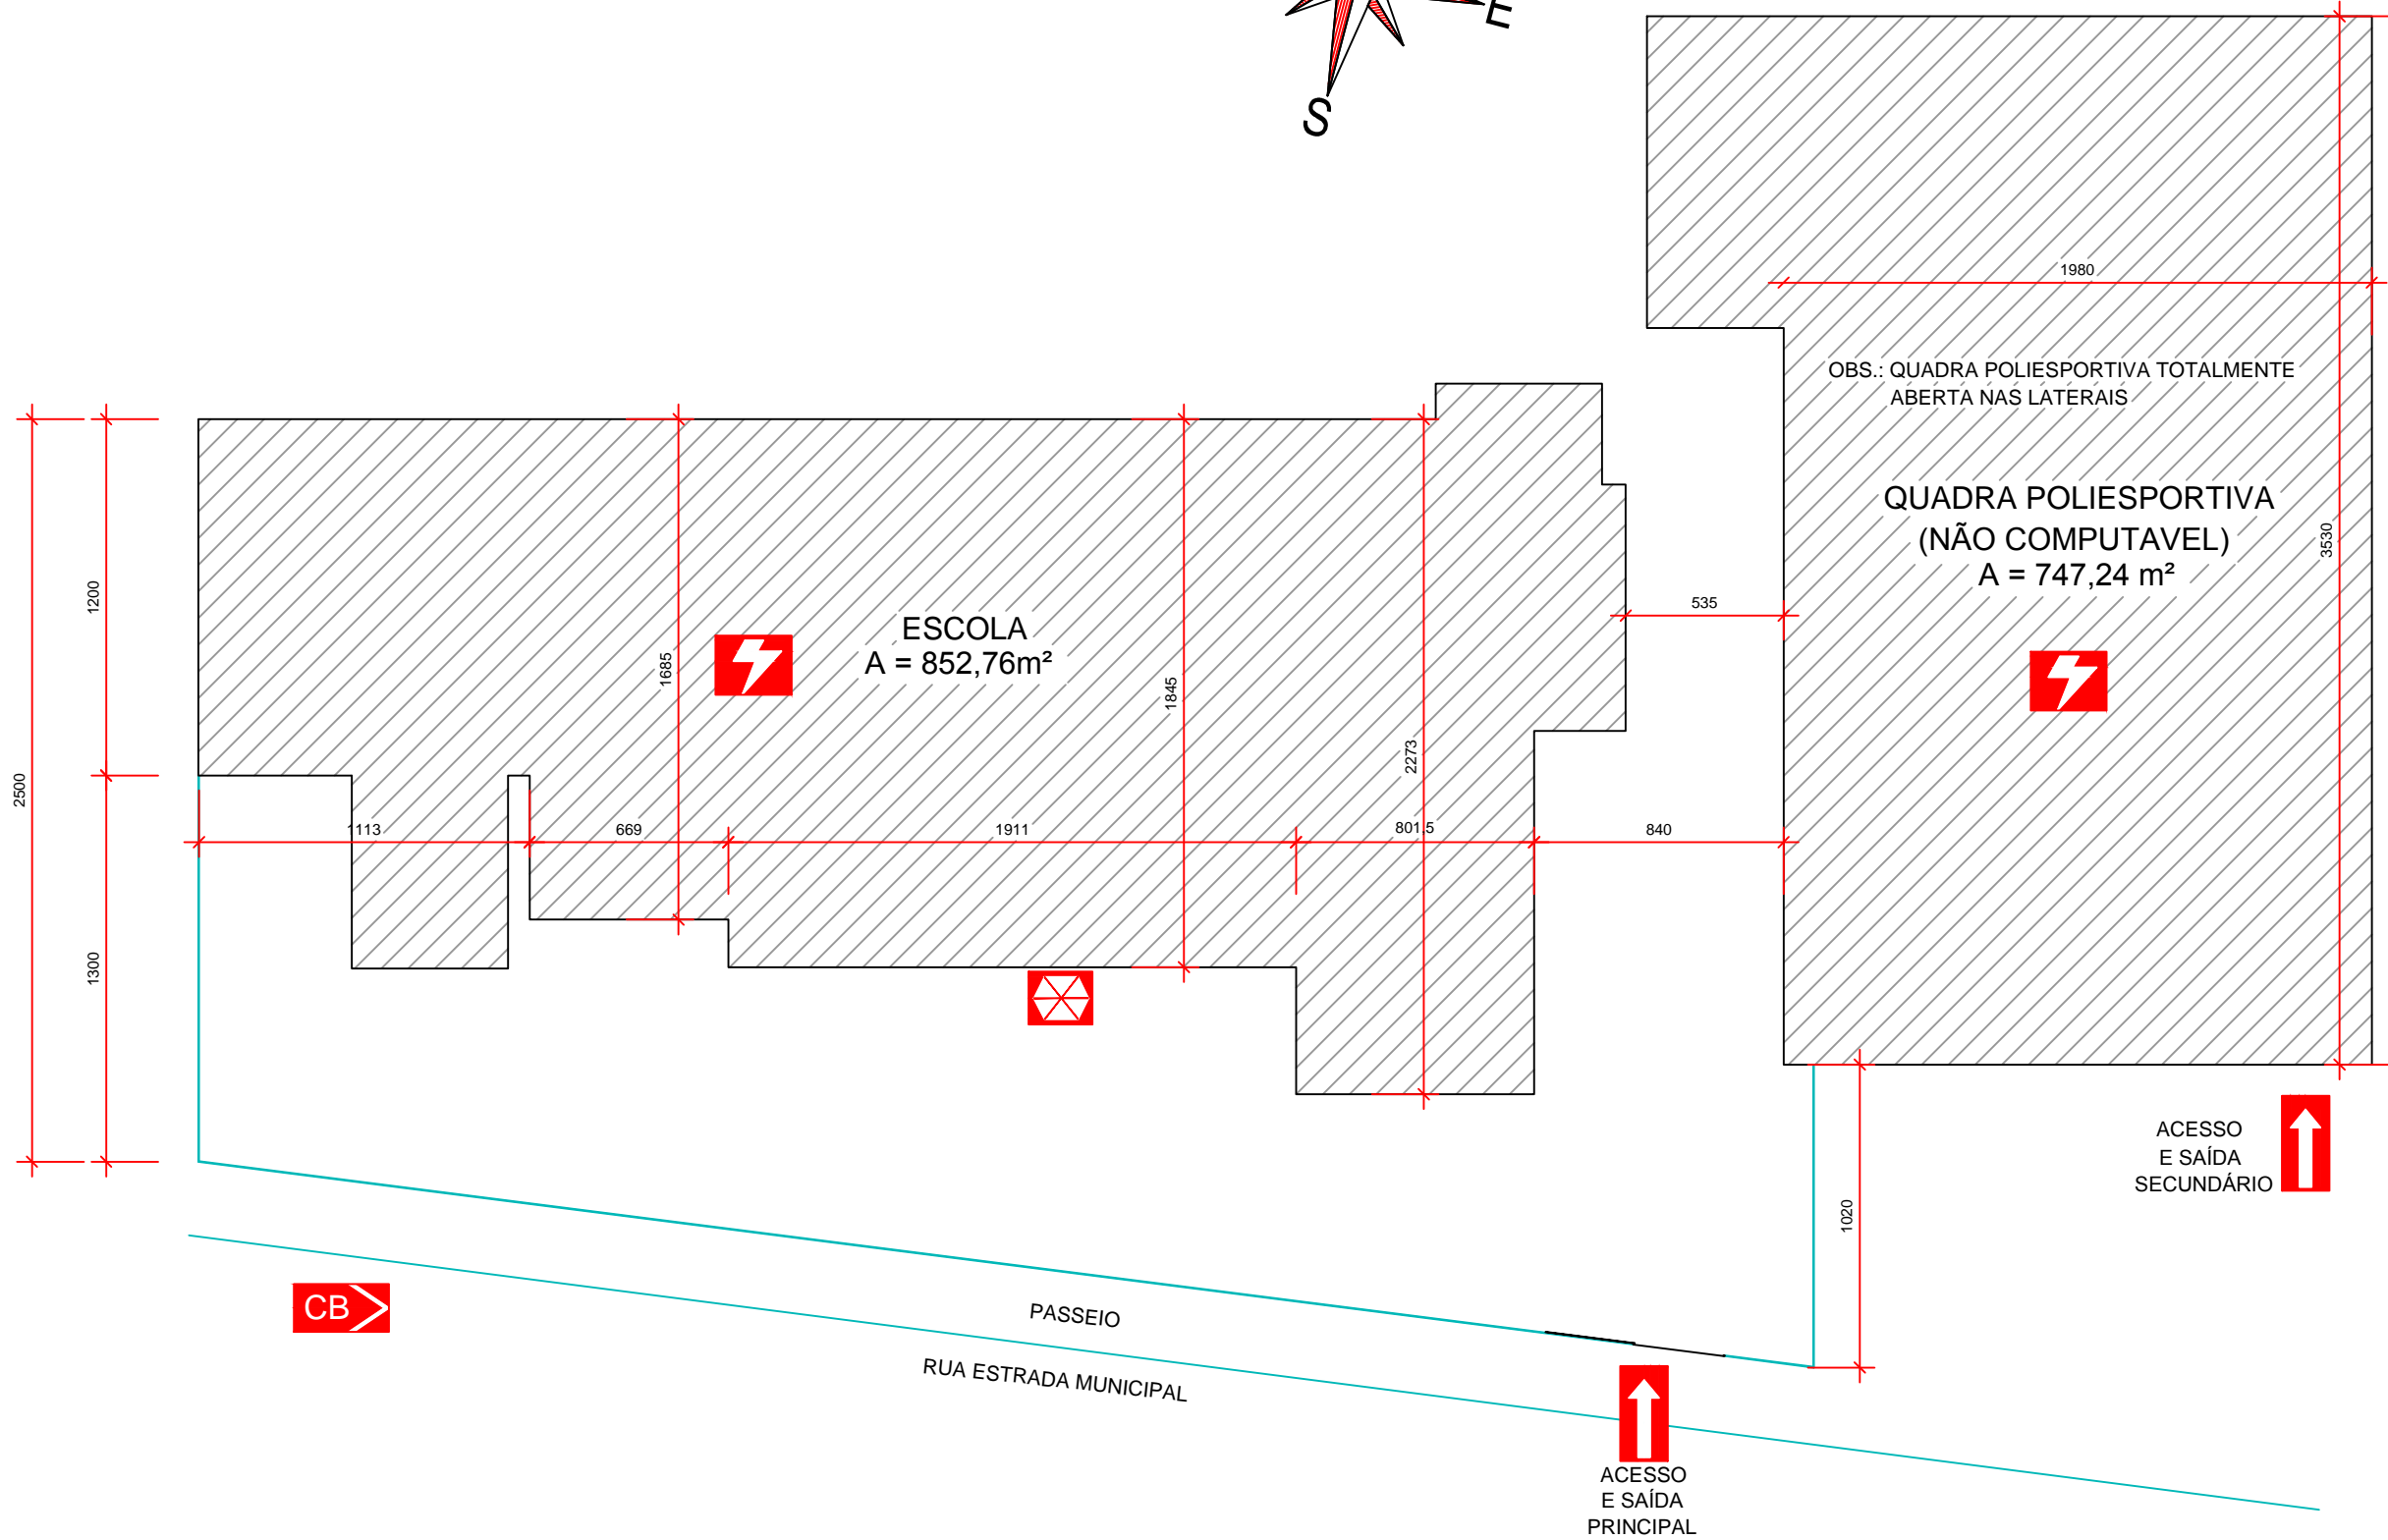 E
S
1980
OBS.: QUADRA POLIESPORTIVA TOTALMENTE
ABERTA NAS LATERAIS
QUADRA POLIESPORTIVA
(NÃO COMPUTAVEL)
A = 747,24 m²
3530
535
1200
2500
1300
ESCOLA
A = 852,76m²
1685
1845
2273
1113
669
1911
801,5
840
ACESSO
E SAÍDA
SECUNDÁRIO
1020
CB
PASSEIO
RUA ESTRADA MUNICIPAL
ACESSO
E SAÍDA
PRINCIPAL